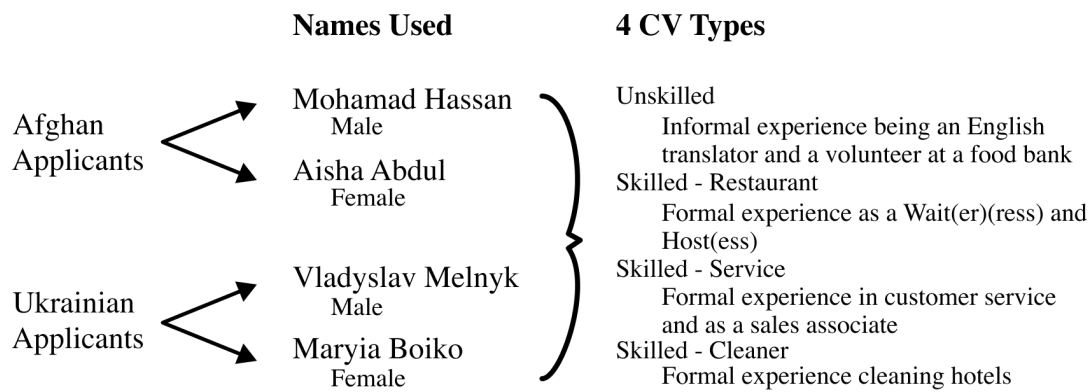 Names Used
4 CV Types
Afghan
Applicants
Mohamad Hassan
Male
Aisha Abdul
Female
Ukrainian
Applicants
Vladyslav Melnyk
Male
Maryia Boiko
Female
Unskilled
Informal experience being an English
translator and a volunteer at a food bank
Skilled - Restaurant
Formal experience as a Wait(er)(ress) and
Host(ess)
Skilled - Service
Formal experience in customer service
and as a sales associate
Skilled - Cleaner
Formal experience cleaning hotels